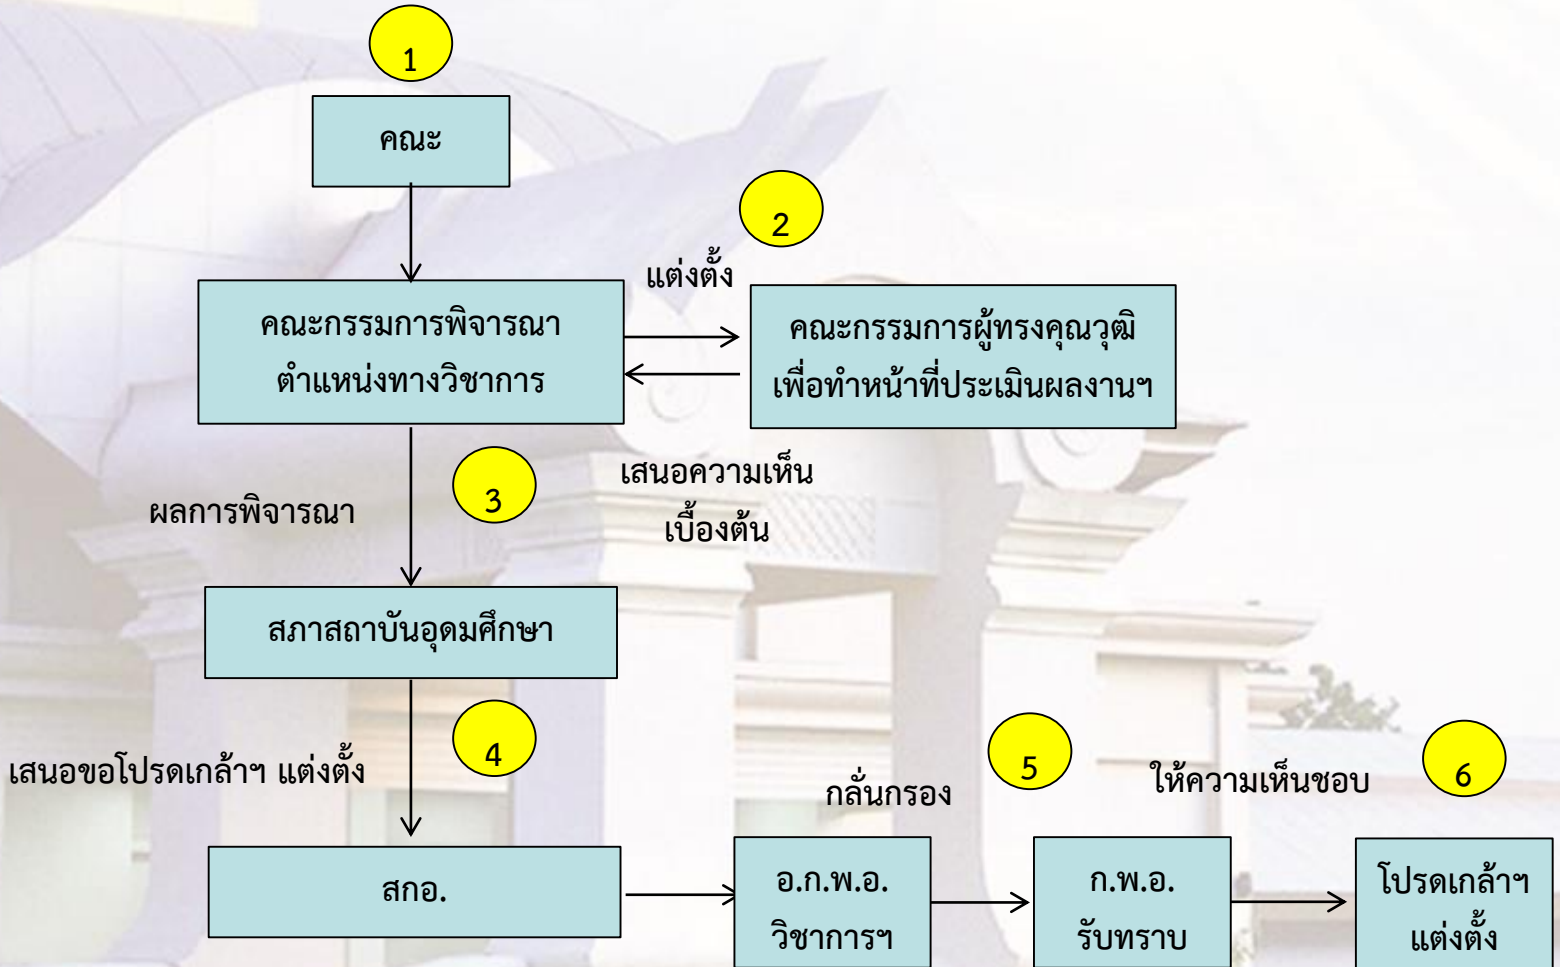 1
คณะ
2
แต่งตั้ง
คณะกรรมการพิจารณา
ตำแหน่งทางวิชาการ
คณะกรรมการผู้ทรงคุณวุฒิ
เพื่อทำหน้าที่ประเมินผลงานฯ
3
ผลการพิจารณา
เสนอความเห็น
เบื้องต้น
สภาสถาบันอุดมศึกษา
4
เสนอขอโปรดเกล้าฯ แต่งตั้ง
กลั่นกรอง
5
ให้ความเห็นชอบ
6
สกอ.
อ.ก.พ.อ.
วิชาการฯ
ก.พ.อ.
รับทราบ
โปรดเกล้าฯ
แต่งตั้ง